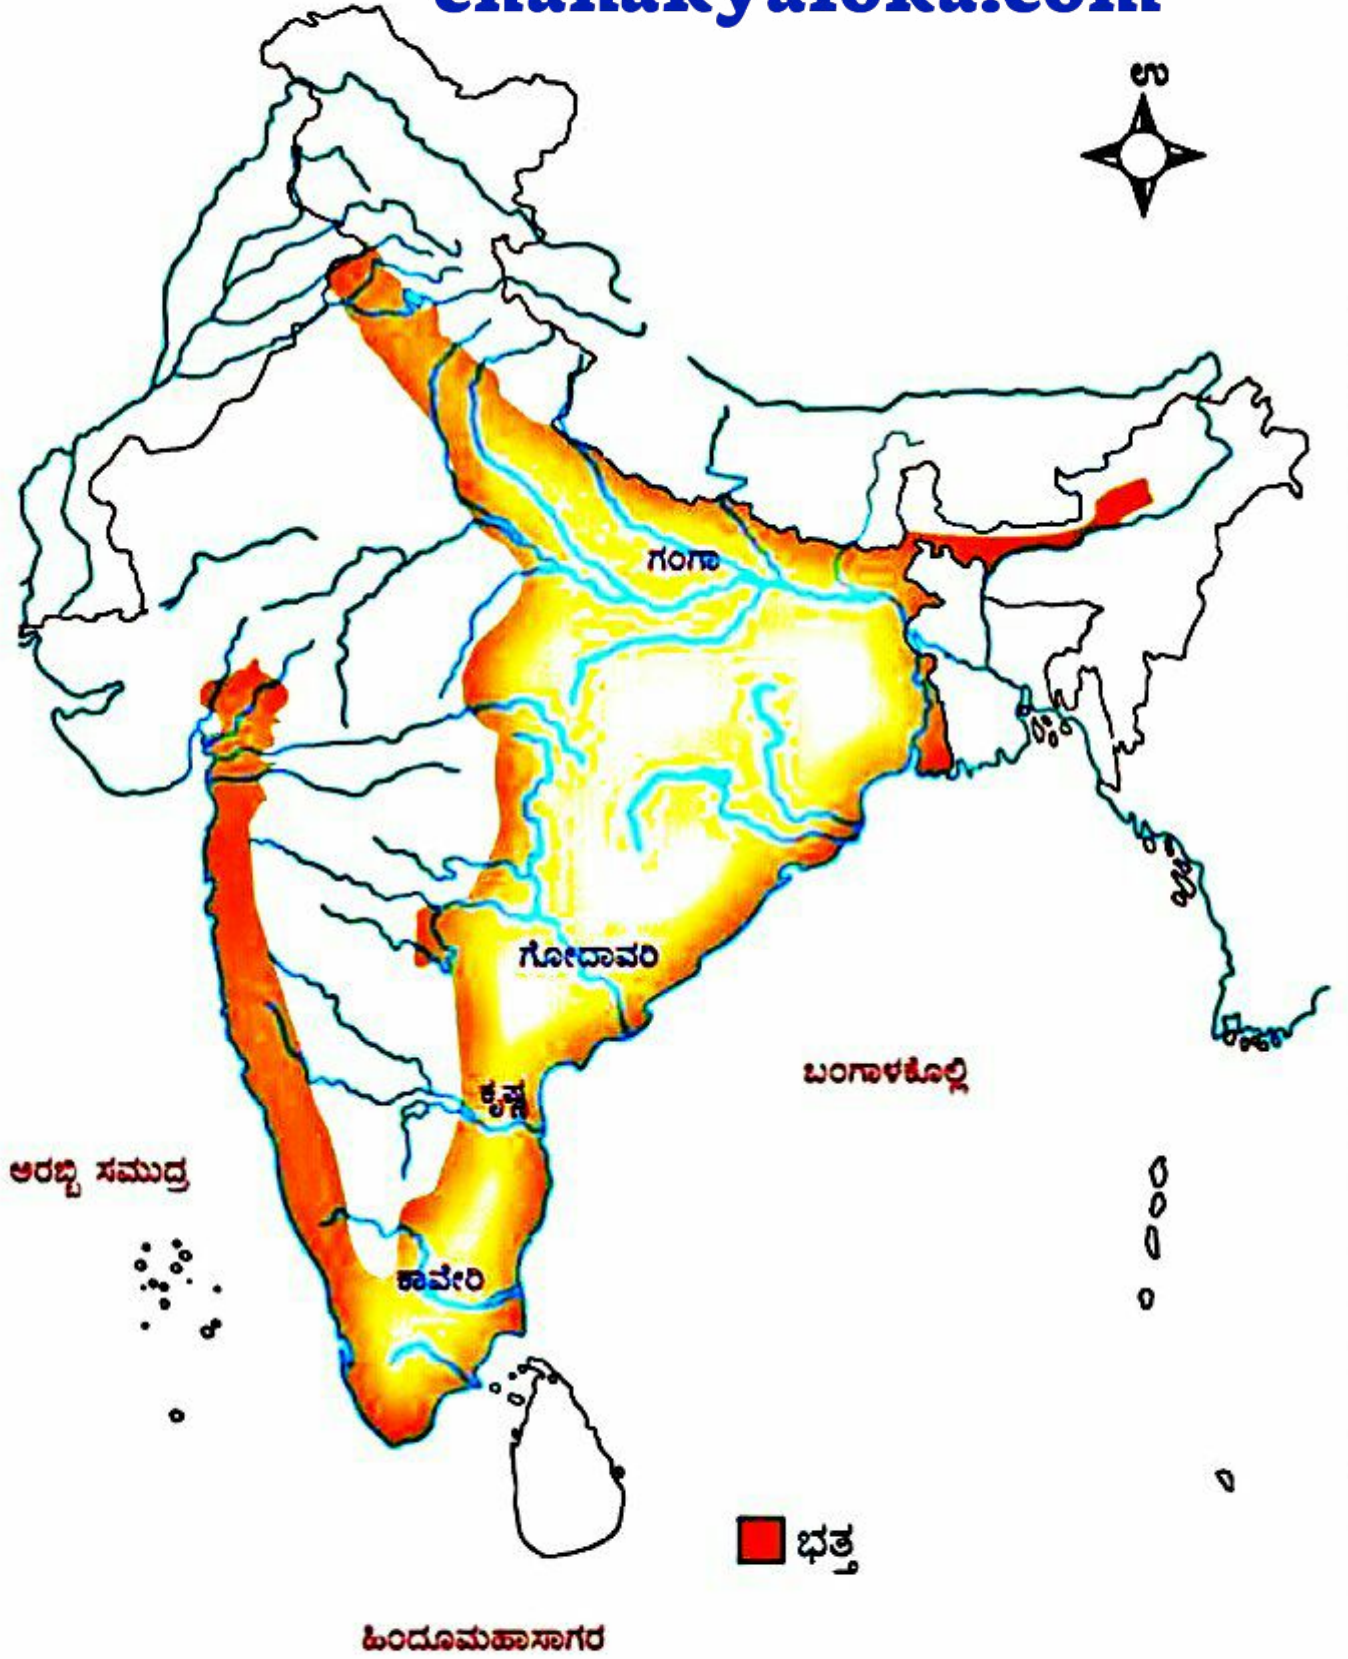 chanakyaloka.com
ಉ
ಗಂಗಾ
ಗೋದಾವರಿ
ಬಂಗಾಳಕೊಲ್ಲಿ
ಕೃಷ್ಣ
ಅರಬ್ಬಿ ಸಮುದ್ರ
ಕಾವೇರಿ
ಭತ್ತ
ಹಿಂದೂಮಹಾಸಾಗರ